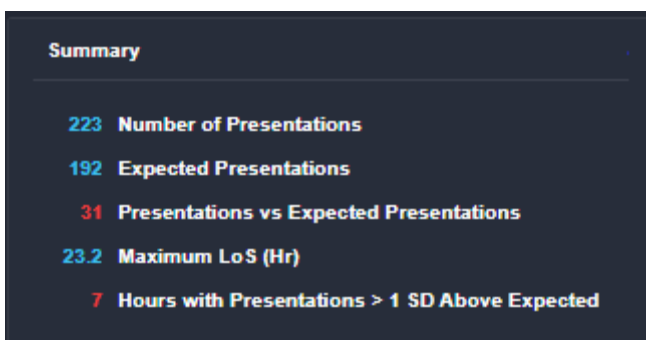 Summary
223 Number of Presentations
192 Expected Presentations
31 Presentations vs Expected Presentations
23.2 Maximum LoS (Hr)
7 Hours with Presentations > 1 SD Above Expected